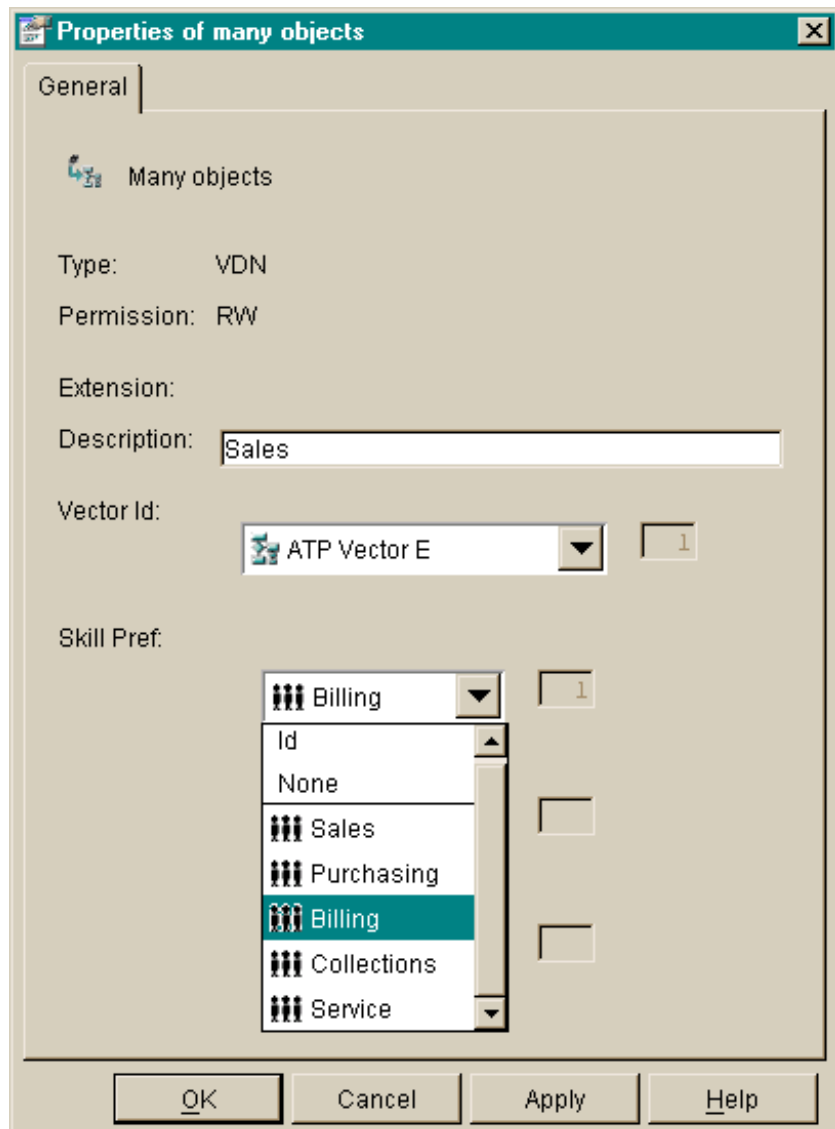 Properties of many objects
General
Many objects
Type: VDN
Permission: RW
Extension:
Description: Sales
Vector Id:
ATP Vector E 1
Skill Pref:
Billing 1
Id
None
Sales
Purchasing
Billing
Collections
Service
OK Cancel Apply Help